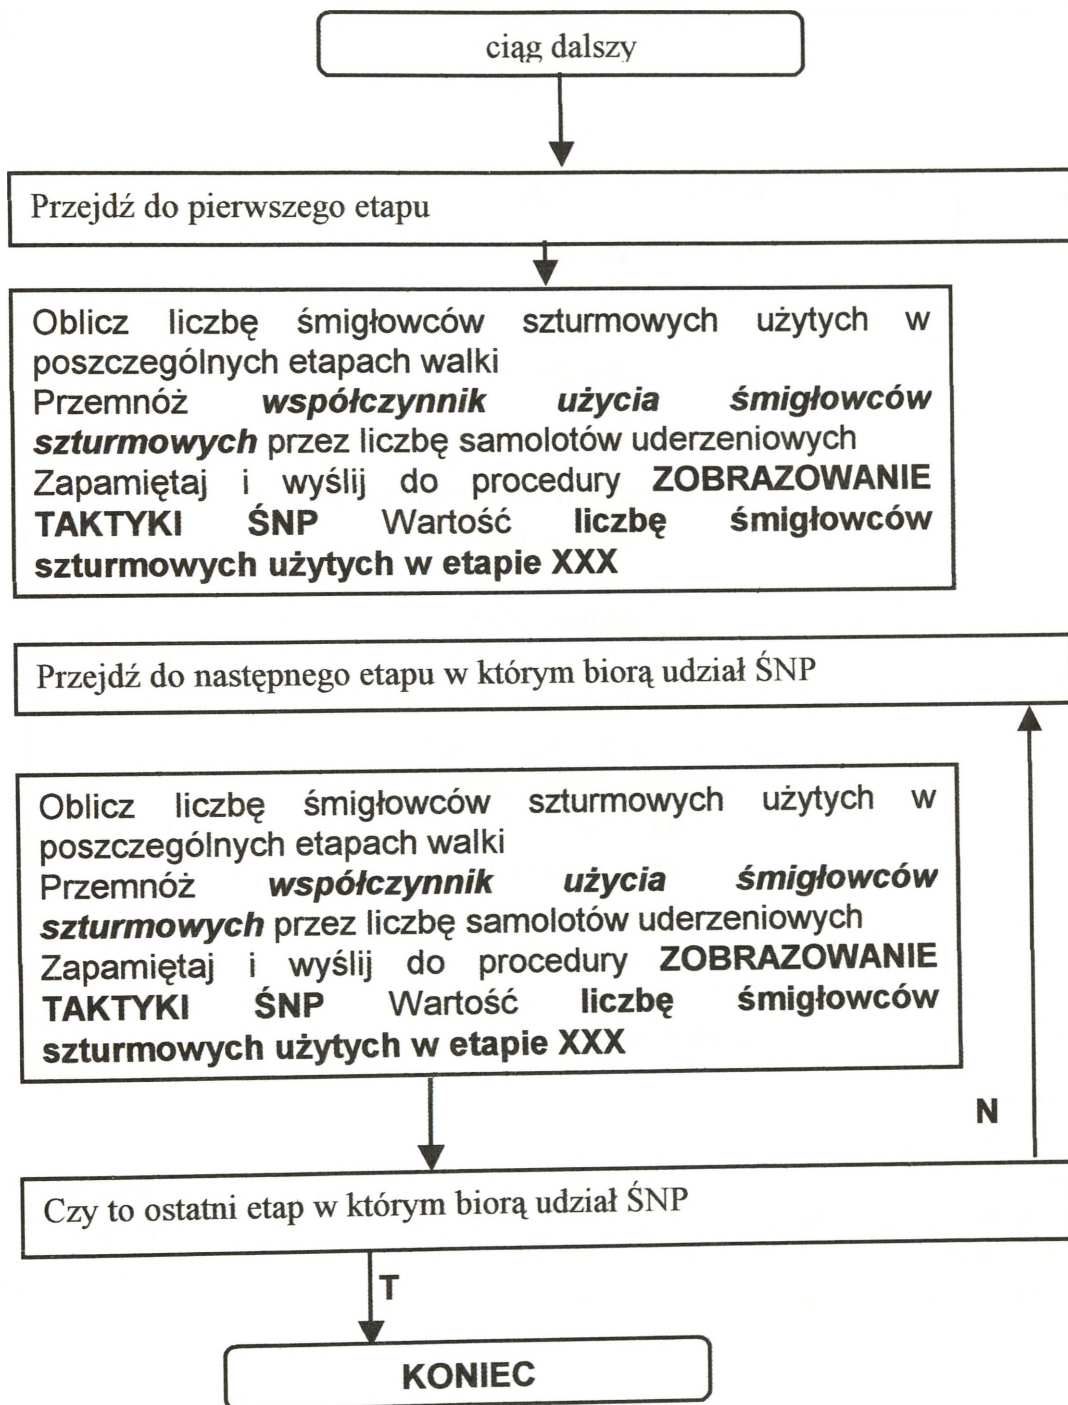 ciąg dalszy
Przejdź do pierwszego etapu
Oblicz liczbę śmigłowców szturmowych użytych w
poszczególnych etapach walki
Przemnóż współczynnik użycia śmigłowców
szturmowych przez liczbę samolotów uderzeniowych
Zapamiętaj i wyślij do procedury ZOBRAZOWANIE
TAKTYKI ŚNP Wartość liczbę śmigłowców
szturmowych użytych w etapie XXX
Przejdź do następnego etapu w którym biorą udział ŚNP
Oblicz liczbę śmigłowców szturmowych użytych w
poszczególnych etapach walki
Przemnóż współczynnik użycia śmigłowców
szturmowych przez liczbę samolotów uderzeniowych
Zapamiętaj i wyślij do procedury ZOBRAZOWANIE
TAKTYKI ŚNP Wartość liczbę śmigłowców
szturmowych użytych w etapie XXX
N
Czy to ostatni etap w którym biorą udział ŚNP
T
KONIEC